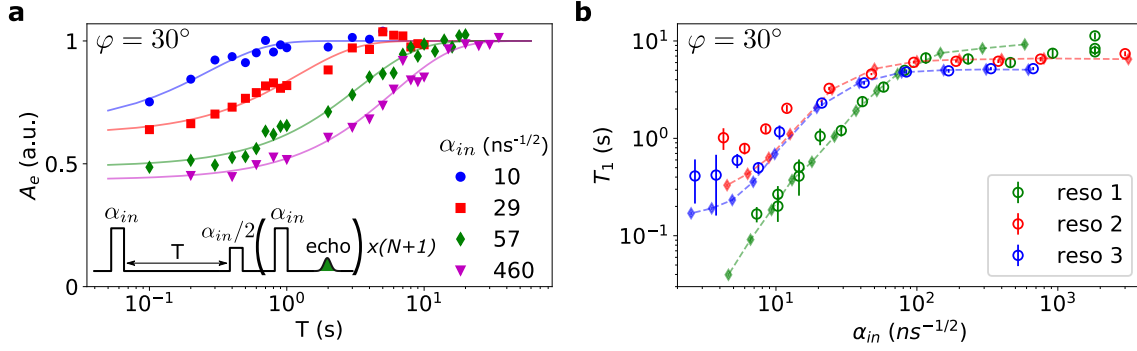 a
φ = 30°
A_e (a.u.)
1
0.5
0
α_in (ns^-1/2)
10
29
57
460
α_in
T
α_in/2
α_in
echo
x(N+1)
10^-1
10^0
10^1
T (s)
b
φ = 30°
T_1 (s)
10^1
10^0
10^-1
reso 1
reso 2
reso 3
10^1
10^2
10^3
α_in (ns^-1/2)